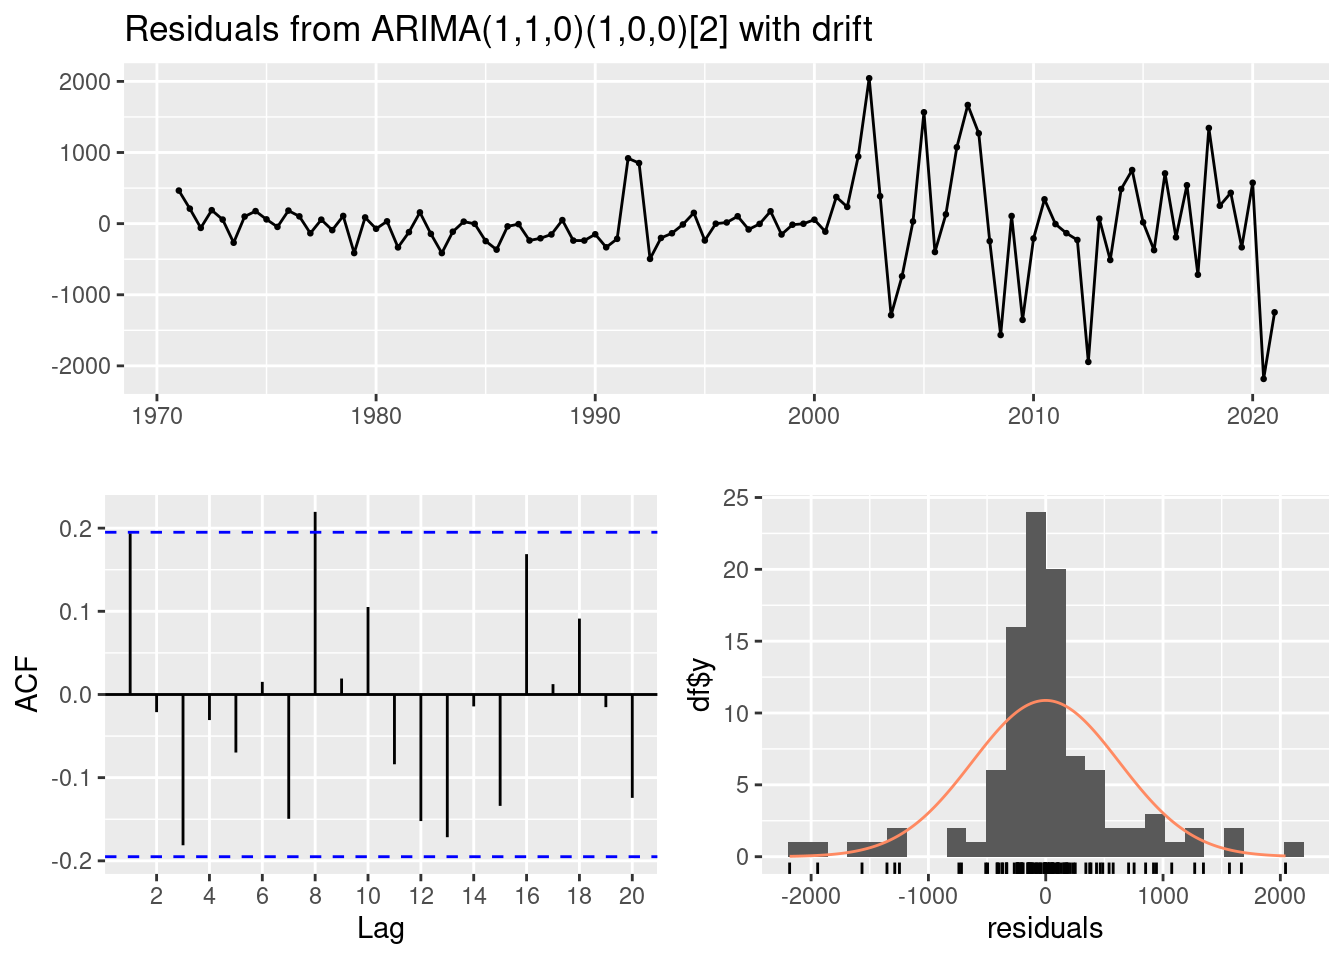 Residuals from ARIMA(1,1,0)(1,0,0)[2] with drift
2000
1000
0
-1000
-2000
1970 1980 1990 2000 2010 2020
ACF
0.2
0.1
0.0
-0.1
-0.2
2 4 6 8 10 12 14 16 18 20
Lag
df$y
25
20
15
10
5
0
-2000 -1000 0 1000 2000
residuals